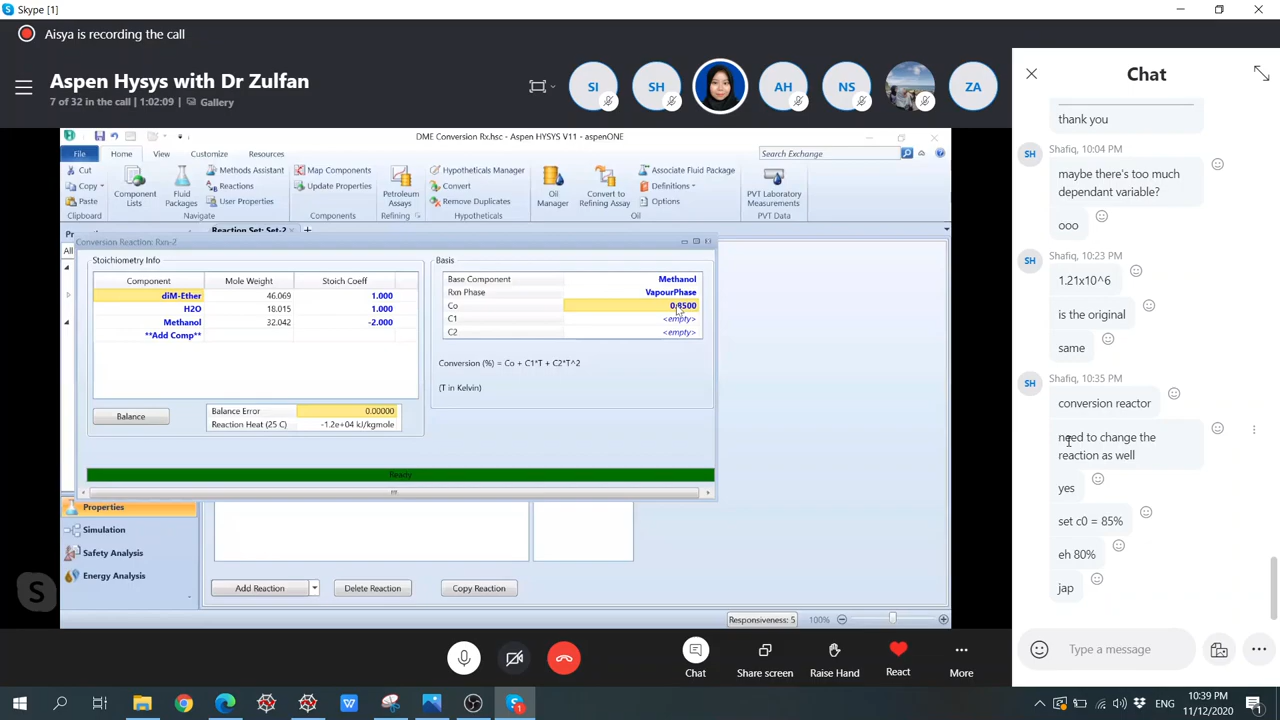 Skype [1]
Aisya is recording the call
Aspen Hysys with Dr Zulfan
7 of 32 in the call | 1:02:09 | Gallery
SI
SH
AH
NS
ZA
DME Conversion Rx.hsc - Aspen HYSYS V11 - aspenONE
File
Home
View
Customize
Resources
Search Exchange
Cut
Copy
Paste
Clipboard
Component Lists
Fluid Packages
Methods Assistant
Reactions
User Properties
Navigate
Map Components
Update Properties
Components
Petroleum Assays
Refining
Hypotheticals Manager
Convert
Remove Duplicates
Hypotheticals
Oil Manager
Convert to Refining Assay
Associate Fluid Package
Definitions
Options
Oil
PVT Laboratory Measurements
PVT Data
Reaction Set: Set-2
All
Conversion Reaction: Rxn-2
Stoichiometry Info
Component Mole Weight Stoich Coeff
diM-Ether 46.069 1.000
H2O 18.015 1.000
Methanol 32.042 -2.000
**Add Comp**
Balance
Balance Error 0.00000
Reaction Heat (25 C) -1.2e+04 kJ/kgmole
Basis
Base Component Methanol
Rxn Phase VapourPhase
Co 0.8500
C1 <empty>
C2 <empty>
Conversion (%) = Co + C1*T + C2*T^2
(T in Kelvin)
Ready
Properties
Simulation
Safety Analysis
Energy Analysis
Add Reaction
Delete Reaction
Copy Reaction
Responsiveness: 5
100%
Chat
thank you
SH
Shafiq, 10:04 PM
maybe there's too much
dependant variable?
ooo
SH
Shafiq, 10:23 PM
1.21x10^6
is the original
same
SH
Shafiq, 10:35 PM
conversion reactor
need to change the
reaction as well
yes
set c0 = 85%
eh 80%
jap
Type a message
Chat
Share screen
Raise Hand
React
More
1
ENG
10:39 PM
11/12/2020
1